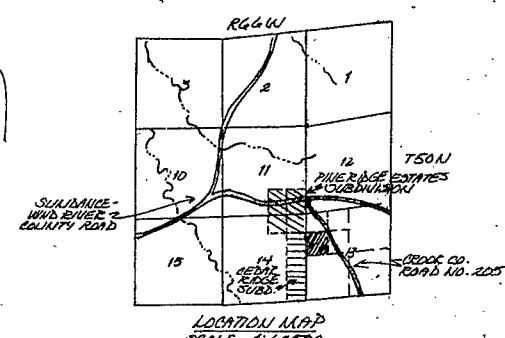 R66W
3
2
1
10
11
12
T50N
PINE RIDGE ESTATES
SUBDIVISION
SUNDANCE-
WIND RIVER
COUNTY ROAD
15
14
13
CEDAR
RIDGE
SUBD.
CROOK CO.
ROAD NO. 205
LOCATION MAP